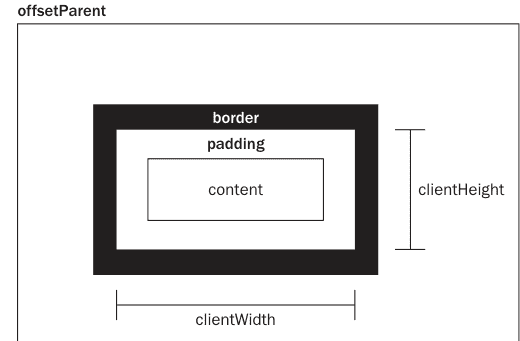 offsetParent
border
padding
content
clientHeight
clientWidth